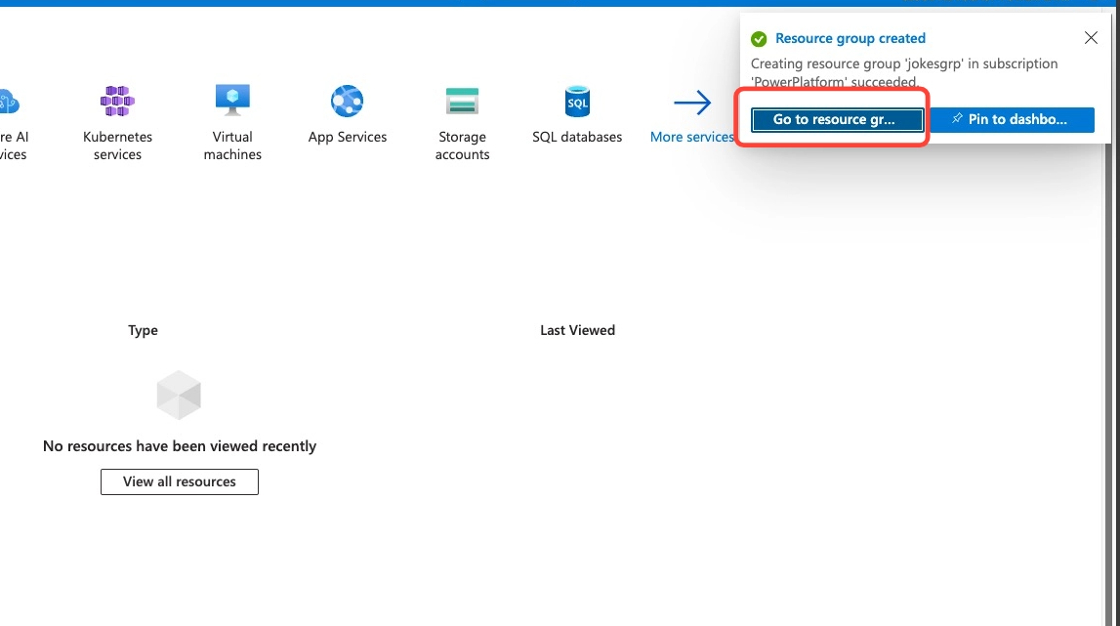 Resource group created
Creating resource group 'jokesgrp' in subscription
'PowerPlatform' succeeded.
Go to resource gr...
Pin to dashbo...
re AI
vices
Kubernetes
services
Virtual
machines
App Services
Storage
accounts
SQL
SQL databases
More services
Type
Last Viewed
No resources have been viewed recently
View all resources